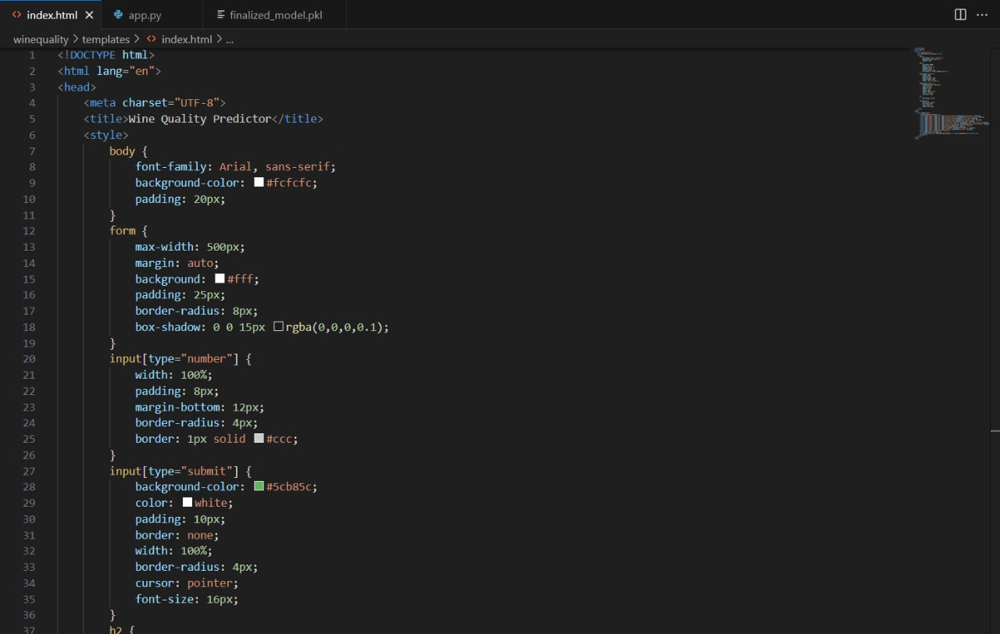 index.html
app.py
finalized_model.pkl
winequality > templates > index.html > ...
1 <!DOCTYPE html>
2 <html lang="en">
3 <head>
4 <meta charset="UTF-8">
5 <title>Wine Quality Predictor</title>
6 <style>
7 body {
8 font-family: Arial, sans-serif;
9 background-color: #fcfcfc;
10 padding: 20px;
11 }
12 form {
13 max-width: 500px;
14 margin: auto;
15 background: #fff;
16 padding: 25px;
17 border-radius: 8px;
18 box-shadow: 0 0 15px rgba(0,0,0,0.1);
19 }
20 input[type="number"] {
21 width: 100%;
22 padding: 8px;
23 margin-bottom: 12px;
24 border-radius: 4px;
25 border: 1px solid #ccc;
26 }
27 input[type="submit"] {
28 background-color: #5cb85c;
29 color: white;
30 padding: 10px;
31 border: none;
32 width: 100%;
33 border-radius: 4px;
34 cursor: pointer;
35 font-size: 16px;
36 }
37 h2 {